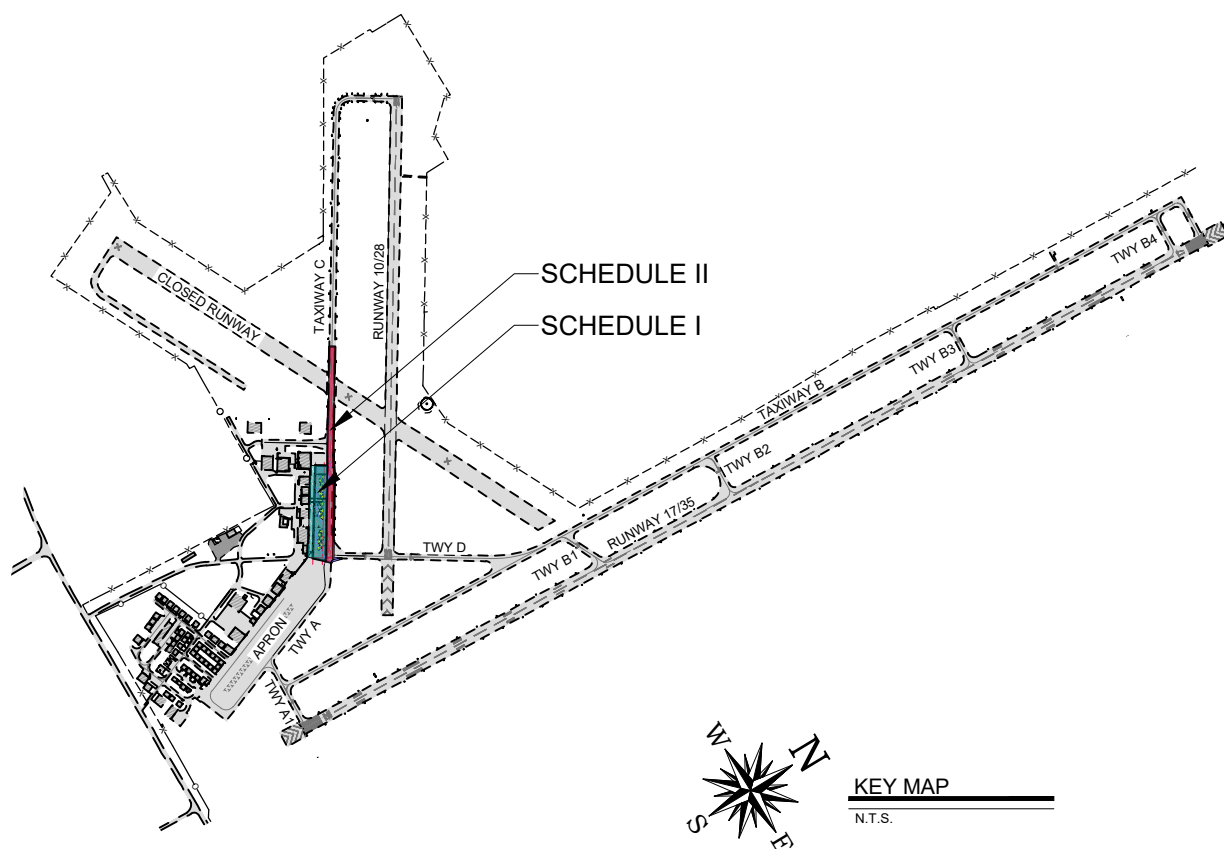 TAXIWAY C
RUNWAY 10/28
SCHEDULE II
SCHEDULE I
CLOSED RUNWAY
TWY B4
TWY B3
TAXIWAY B
TWY B2
RUNWAY 17/35
TWY B1
TWY D
APRON
TWY A
TWY A1
W
N
S
E
KEY MAP
N.T.S.